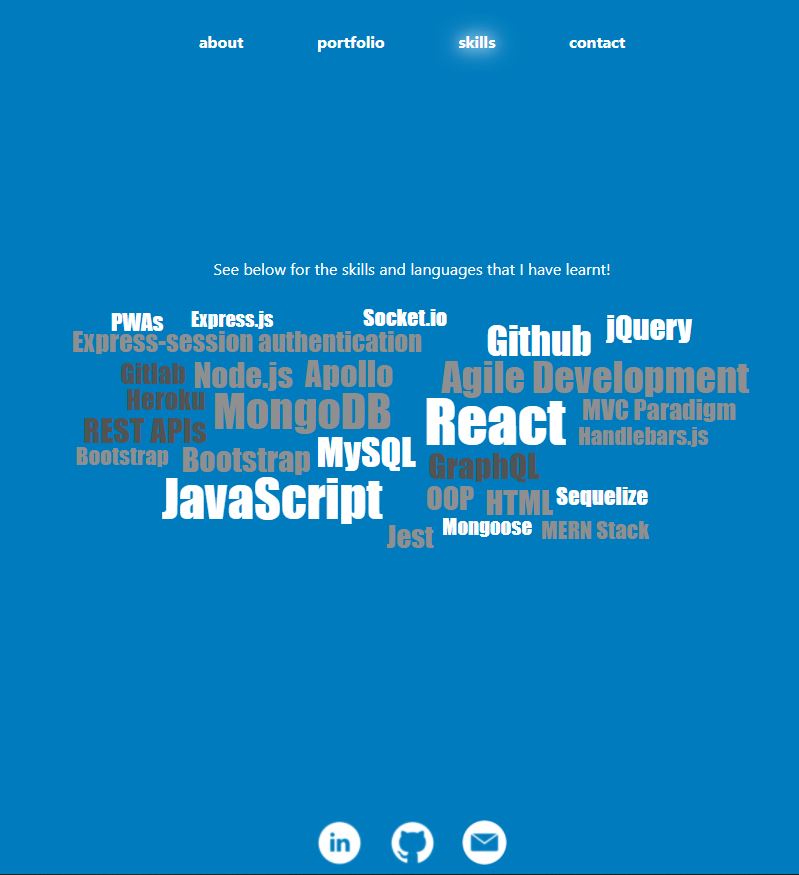 about portfolio skills contact
See below for the skills and languages that I have learnt!
PWAs Express.js Socket.io
Express-session authentication Github jQuery
Gitlab Node.js Apollo Agile Development
Heroku MongoDB React MVC Paradigm
REST APIs Handlebars.js
Bootstrap Bootstrap MySQL GraphQL
JavaScript OOP HTML Sequelize
Jest Mongoose MERN Stack
in